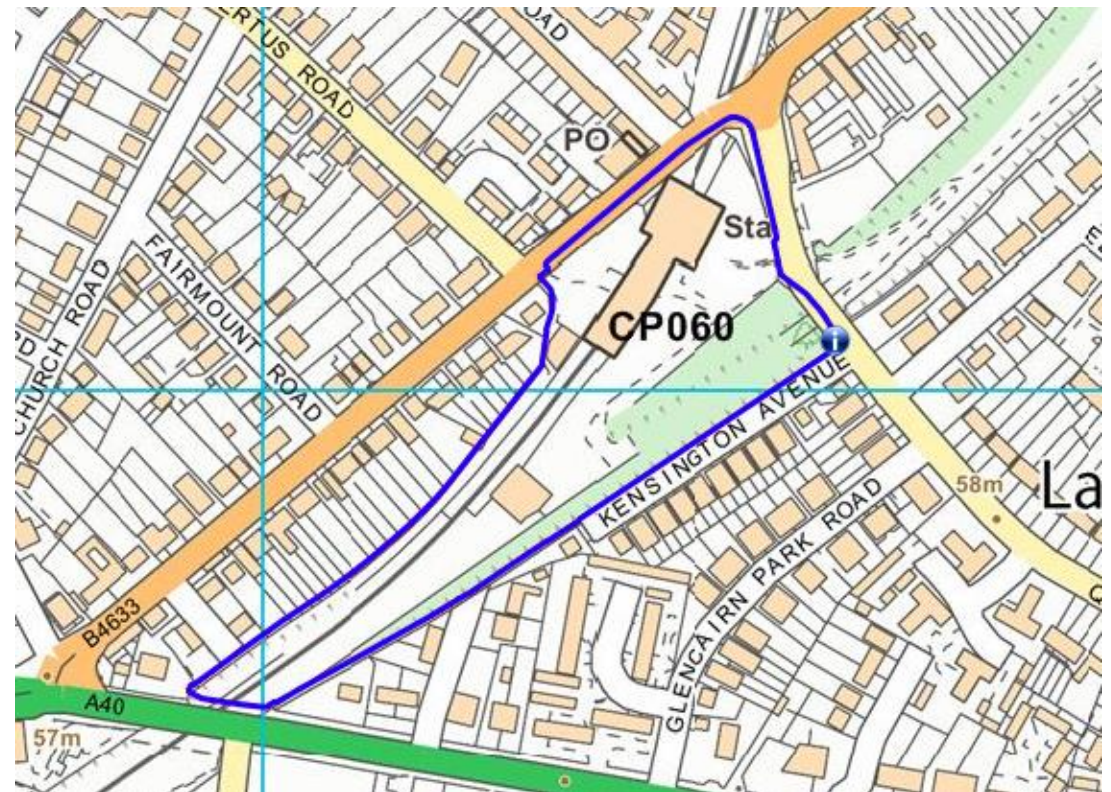 ERTUS ROAD
OAD
PO
Sta
CHURCH ROAD
FAIRMOUNT ROAD
CP060
KENSINGTON AVENUE
58m
La
GLENCAIRN PARK ROAD
B4633
A40
57m
i